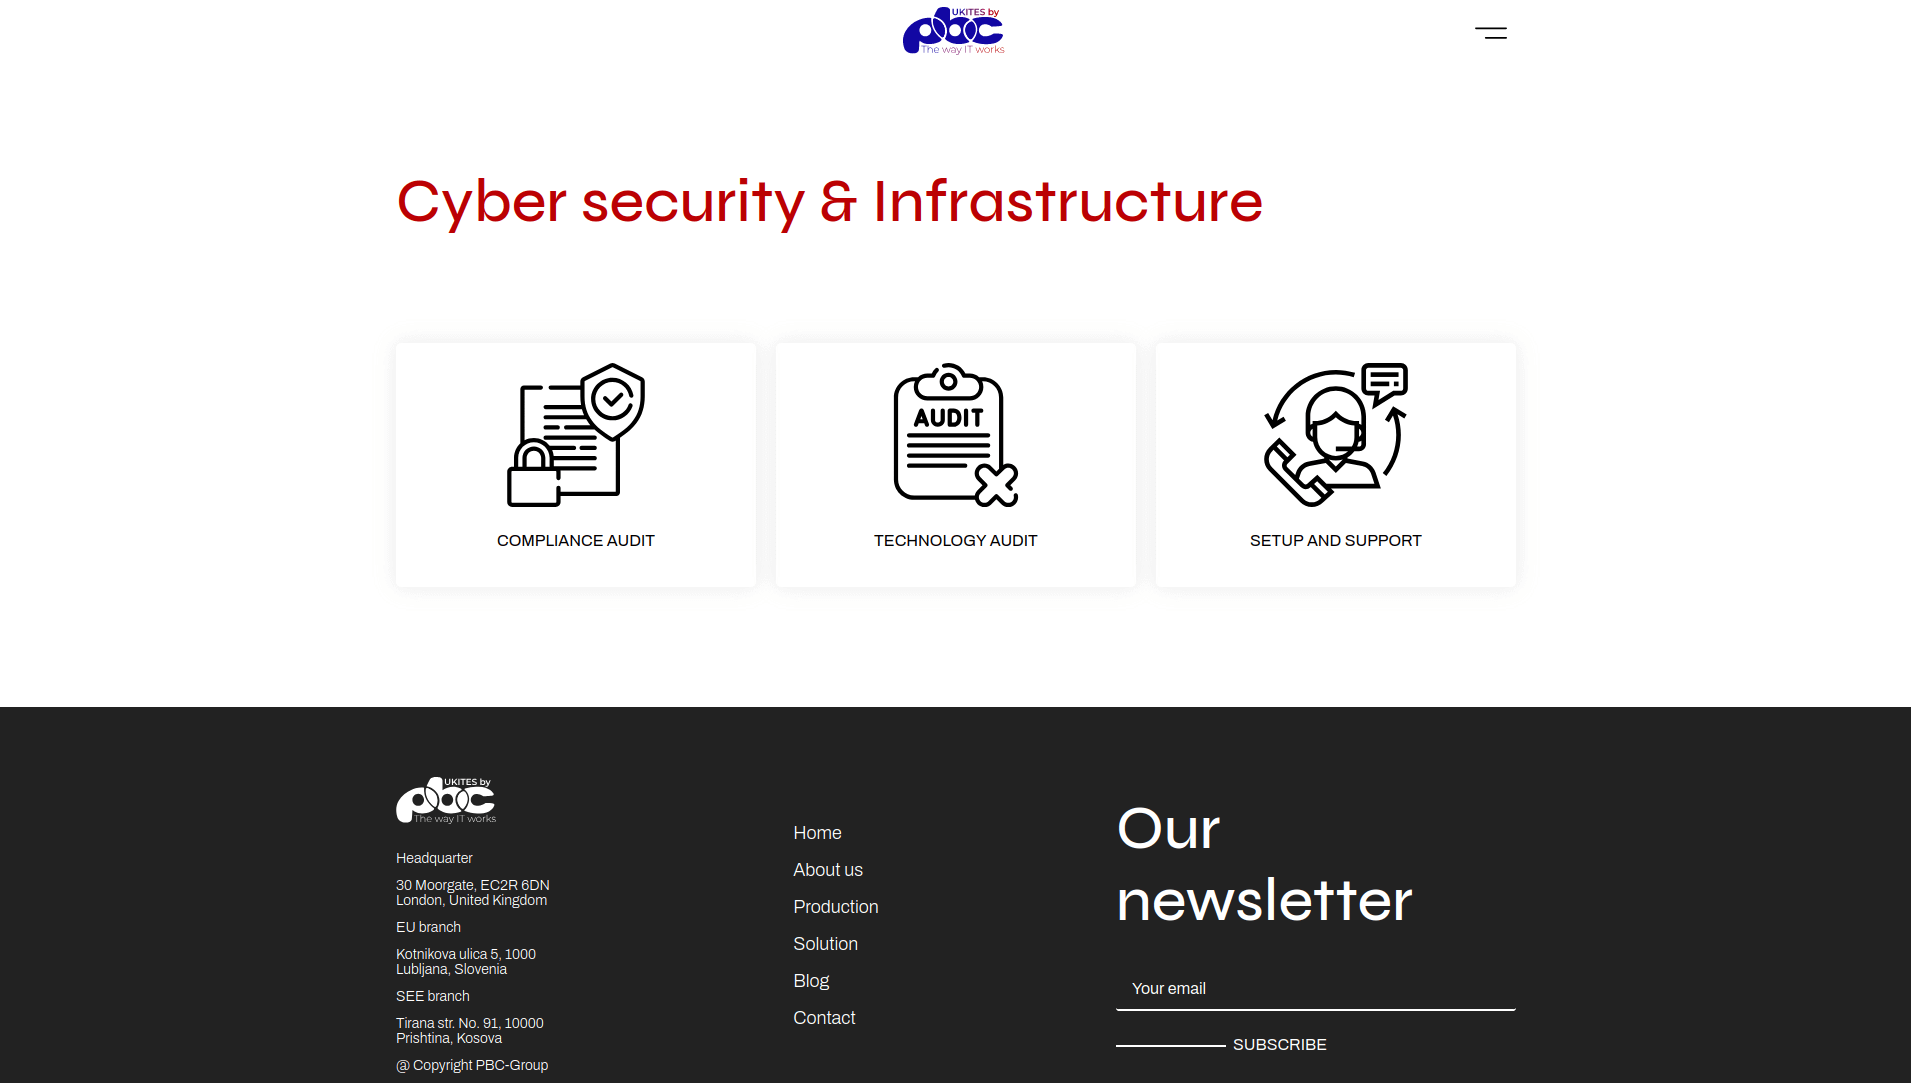 UKITES by
pbc
The way IT works
Cyber security & Infrastructure
AUDIT
COMPLIANCE AUDIT
TECHNOLOGY AUDIT
SETUP AND SUPPORT
UKITES by
pbc
The way IT works
Headquarter
30 Moorgate, EC2R 6DN
London, United Kingdom
EU branch
Kotnikova ulica 5, 1000
Lubljana, Slovenia
SEE branch
Tirana str. No. 91, 10000
Prishtina, Kosova
@ Copyright PBC-Group
Home
About us
Production
Solution
Blog
Contact
Our
newsletter
Your email
SUBSCRIBE